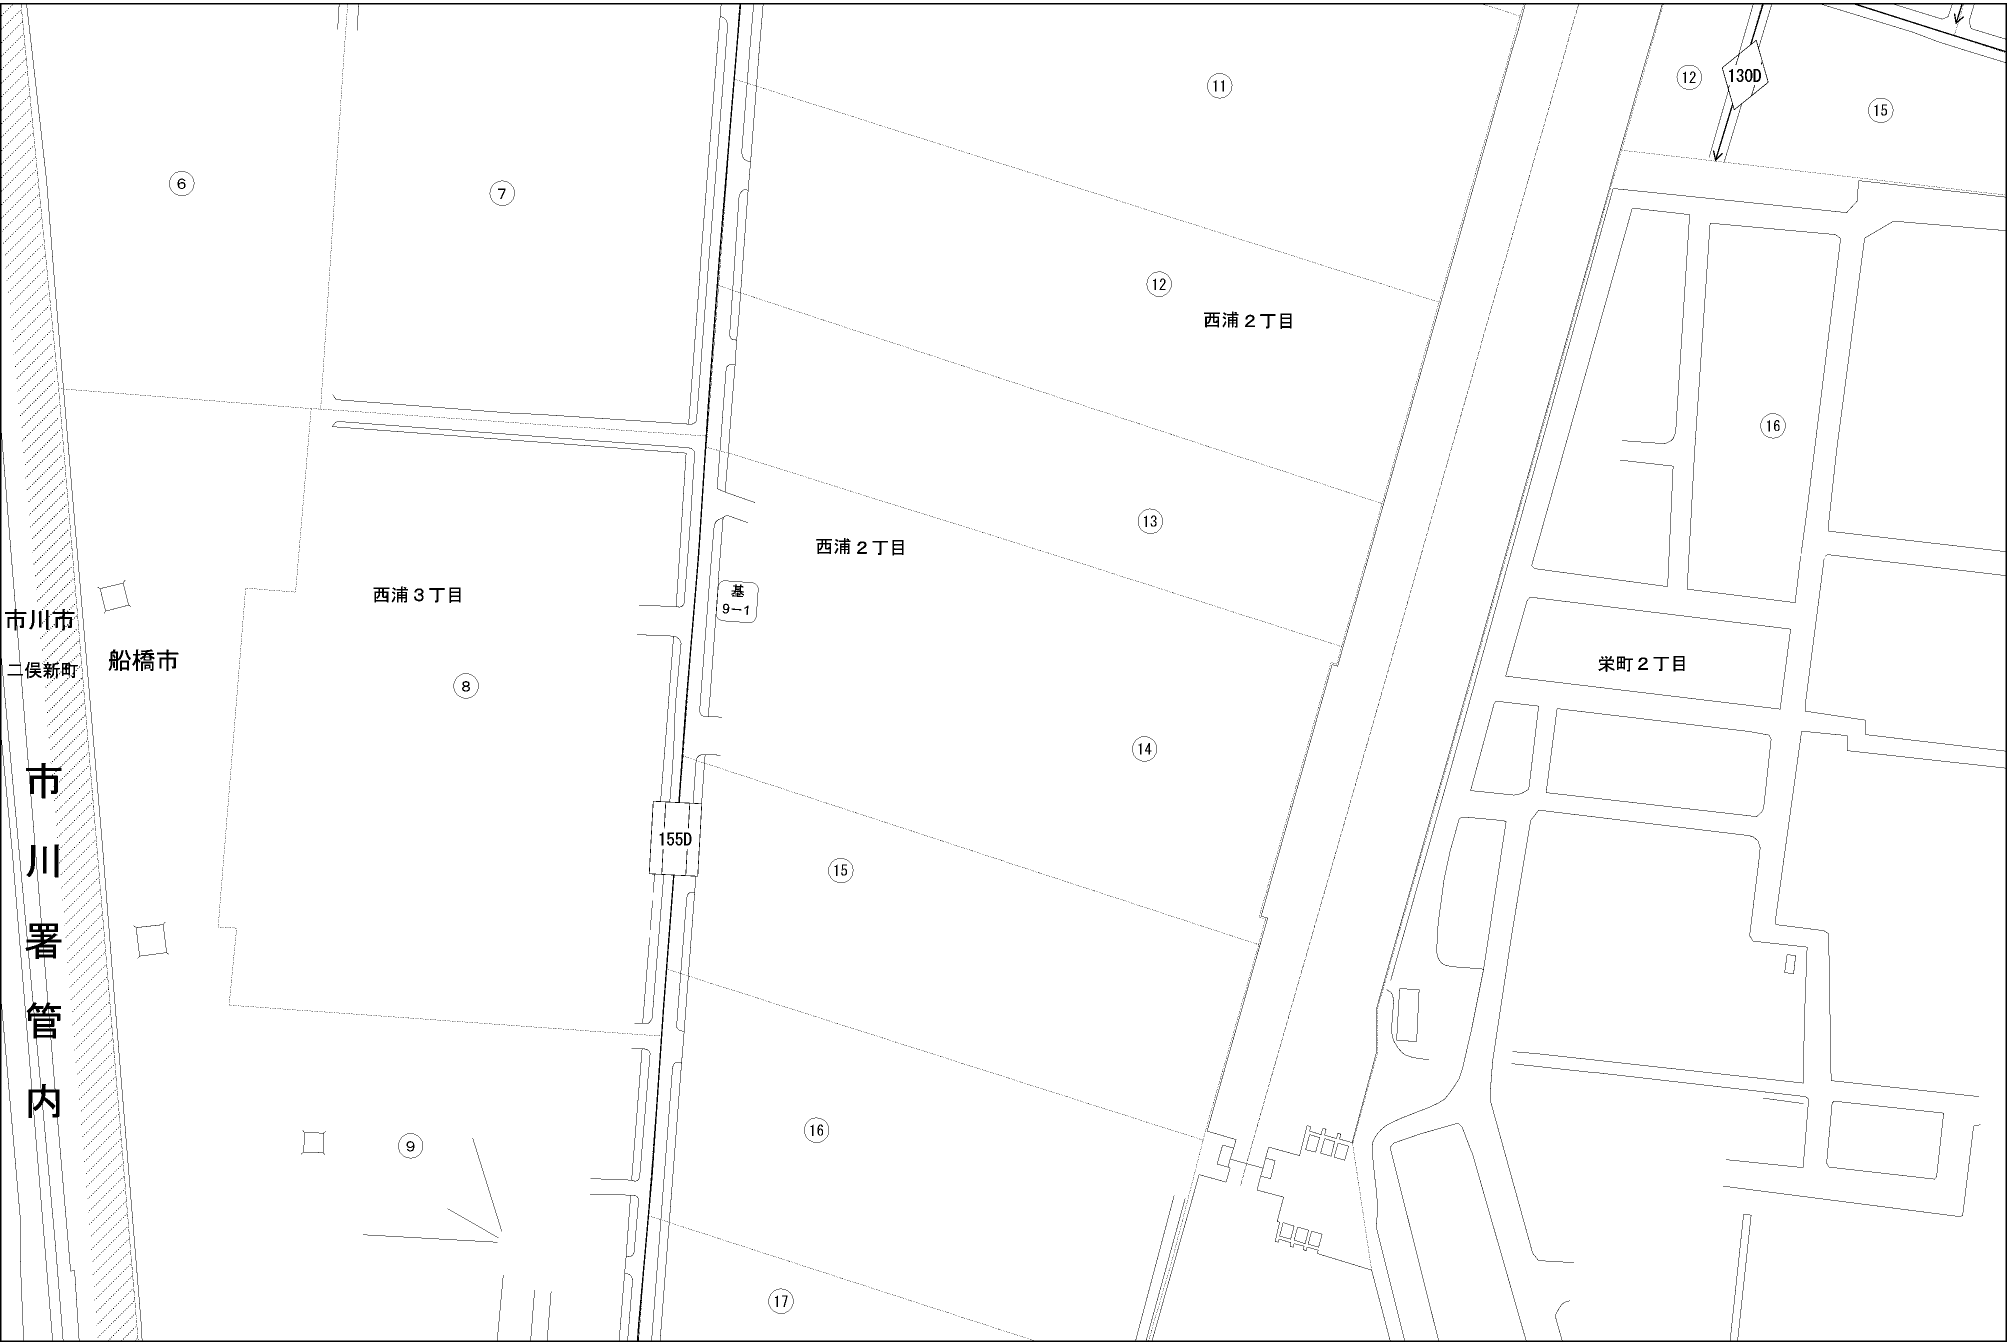 ⑪
⑫
130D
⑮
⑥
⑦
⑫
西浦２丁目
⑯
⑬
西浦２丁目
西浦３丁目
基
9－1
市川市
二俣新町
船橋市
⑧
栄町２丁目
⑭
155D
⑮
市川署管内
⑯
⑨
⑰